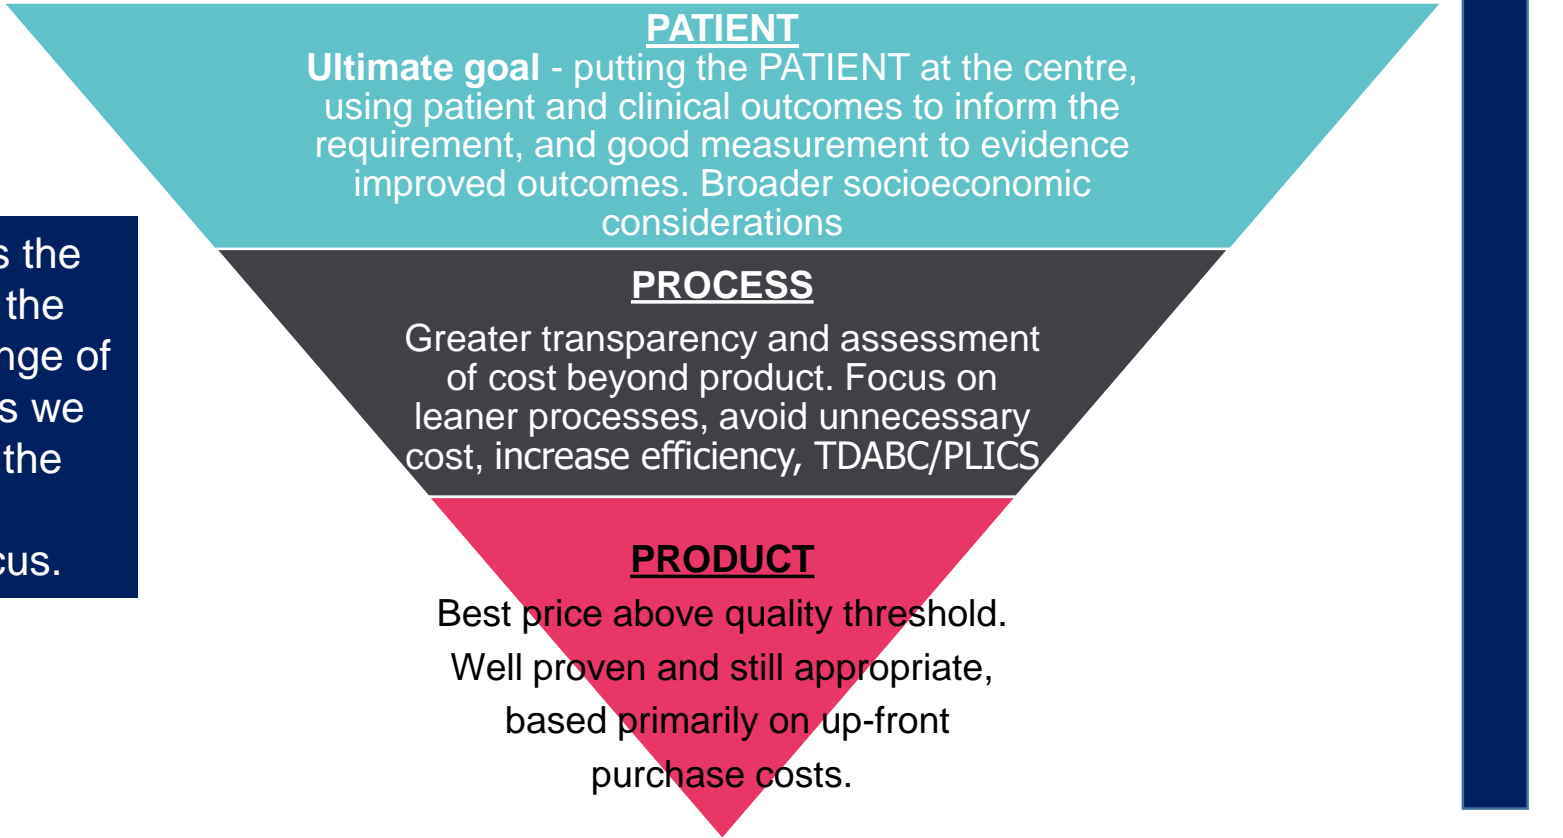 PATIENT
Ultimate goal - putting the PATIENT at the centre,
using patient and clinical outcomes to inform the
requirement, and good measurement to evidence
improved outcomes. Broader socioeconomic
considerations
s the
the
nge of
s we
the
cus.
PROCESS
Greater transparency and assessment
of cost beyond product. Focus on
leaner processes, avoid unnecessary
cost, increase efficiency, TDABC/PLICS
PRODUCT
Best price above quality threshold.
Well proven and still appropriate,
based primarily on up-front
purchase costs.